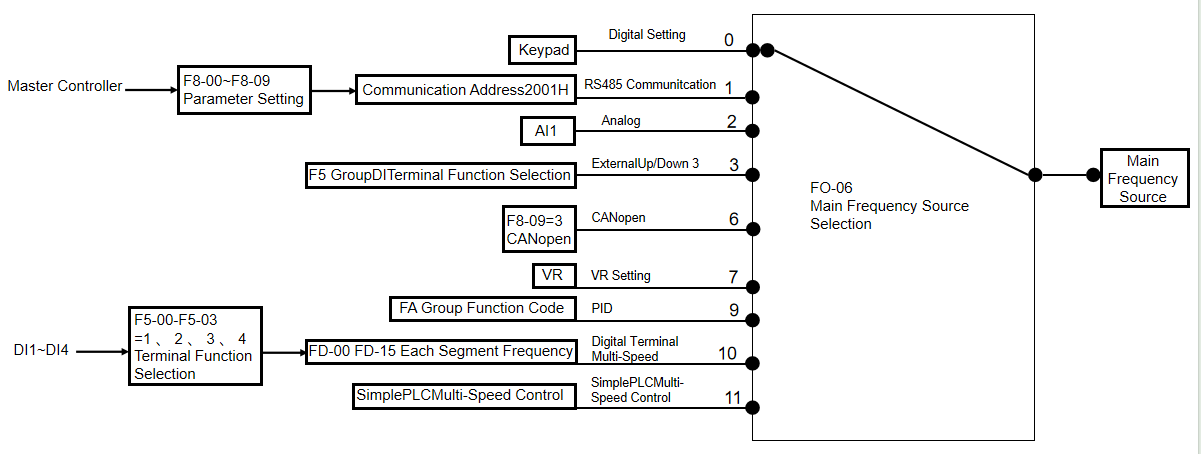 Keypad
Digital Setting
0
Master Controller
F8-00~F8-09
Parameter Setting
Communication Address2001H
RS485 Communitcation
1
AI1
Analog
2
F5 GroupDITerminal Function Selection
ExternalUp/Down 3
3
F8-09=3
CANopen
CANopen
6
VR
VR Setting
7
FA Group Function Code
PID
9
DI1~DI4
F5-00-F5-03
=1 、 2 、 3 、 4
Terminal Function
Selection
FD-00 FD-15 Each Segment Frequency
Digital Terminal
Multi-Speed
10
SimplePLCMulti-Speed Control
SimplePLCMulti-
Speed Control
11
FO-06
Main Frequency Source
Selection
Main
Frequency
Source